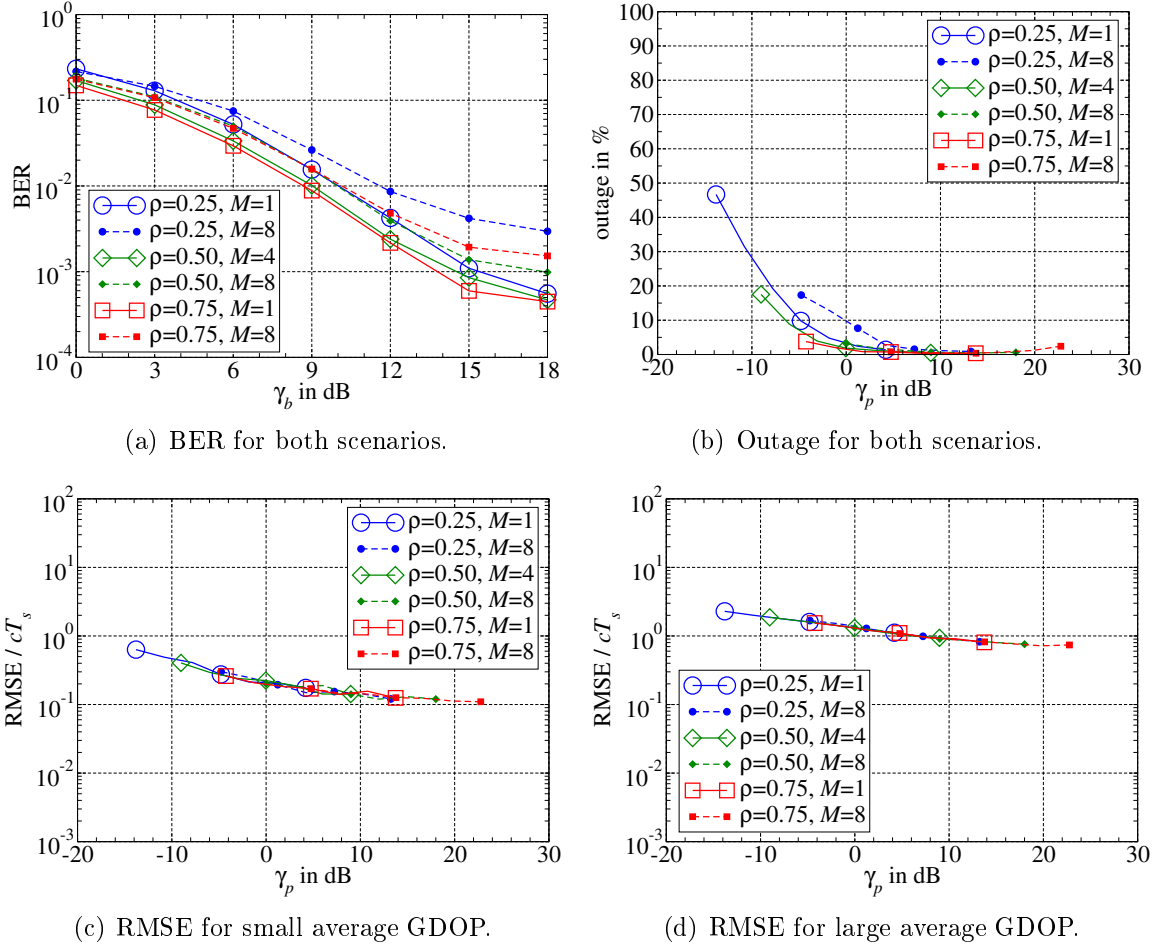 10^0
10^-1
10^-2
10^-3
10^-4
BER
0 3 6 9 12 15 18
γ_b in dB
ρ=0.25, M=1
ρ=0.25, M=8
ρ=0.50, M=4
ρ=0.50, M=8
ρ=0.75, M=1
ρ=0.75, M=8
(a) BER for both scenarios.
100
90
80
70
60
50
40
30
20
10
0
outage in %
-20 -10 0 10 20 30
γ_p in dB
ρ=0.25, M=1
ρ=0.25, M=8
ρ=0.50, M=4
ρ=0.50, M=8
ρ=0.75, M=1
ρ=0.75, M=8
(b) Outage for both scenarios.
10^2
10^1
10^0
10^-1
10^-2
10^-3
RMSE / cT_s
-20 -10 0 10 20 30
γ_p in dB
ρ=0.25, M=1
ρ=0.25, M=8
ρ=0.50, M=4
ρ=0.50, M=8
ρ=0.75, M=1
ρ=0.75, M=8
(c) RMSE for small average GDOP.
10^2
10^1
10^0
10^-1
10^-2
10^-3
RMSE / cT_s
-20 -10 0 10 20 30
γ_p in dB
ρ=0.25, M=1
ρ=0.25, M=8
ρ=0.50, M=4
ρ=0.50, M=8
ρ=0.75, M=1
ρ=0.75, M=8
(d) RMSE for large average GDOP.